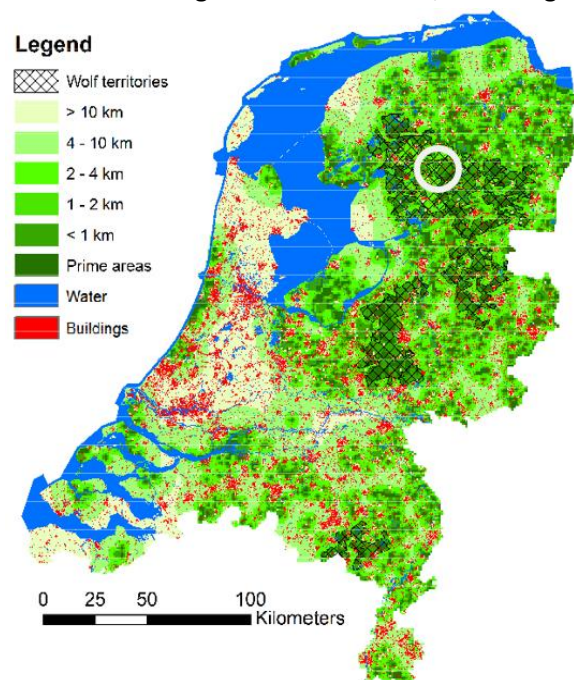 Legend
Wolf territories
> 10 km
4 - 10 km
2 - 4 km
1 - 2 km
< 1 km
Prime areas
Water
Buildings
0 25 50 100
Kilometers